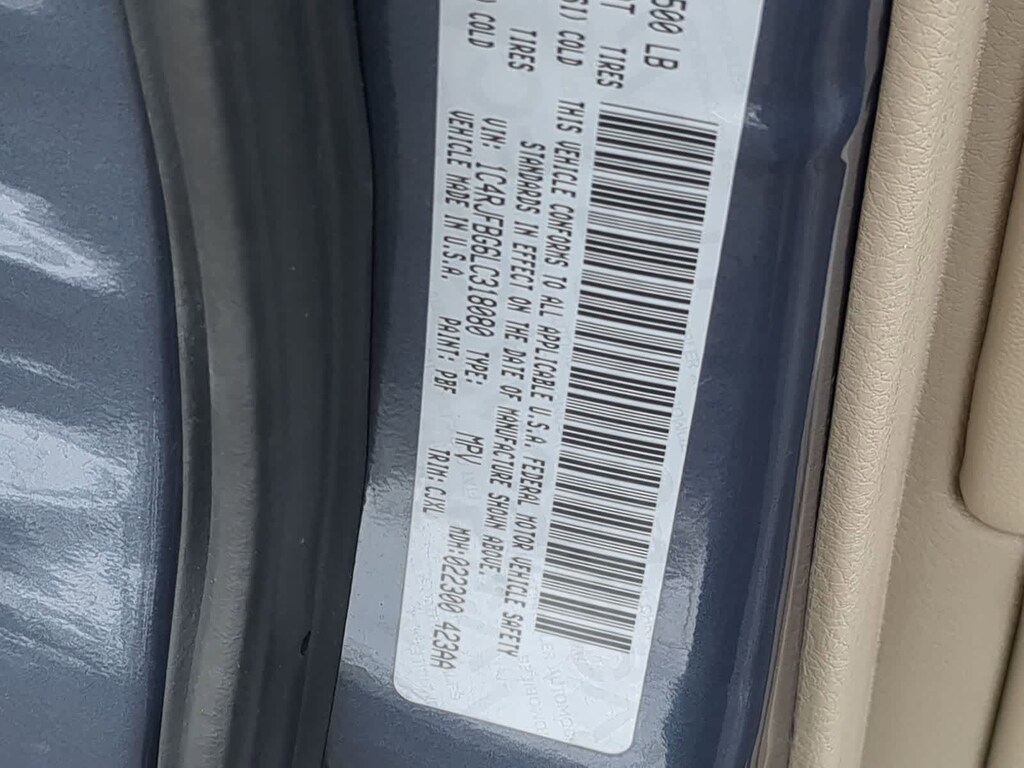 500 LB
T TIRES
SI) COLD
TIRES
) COLD
THIS VEHICLE CONFORMS TO ALL APPLICABLE U.S.A. FEDERAL MOTOR VEHICLE SAFETY
STANDARDS IN EFFECT ON THE DATE OF MANUFACTURE SHOWN ABOVE.
VIN: 1C4RJFBG6LC318080 TYPE: MPV MDH: 022300 423AA
VEHICLE MADE IN U.S.A. PAINT: PBF TRIM: CJXL